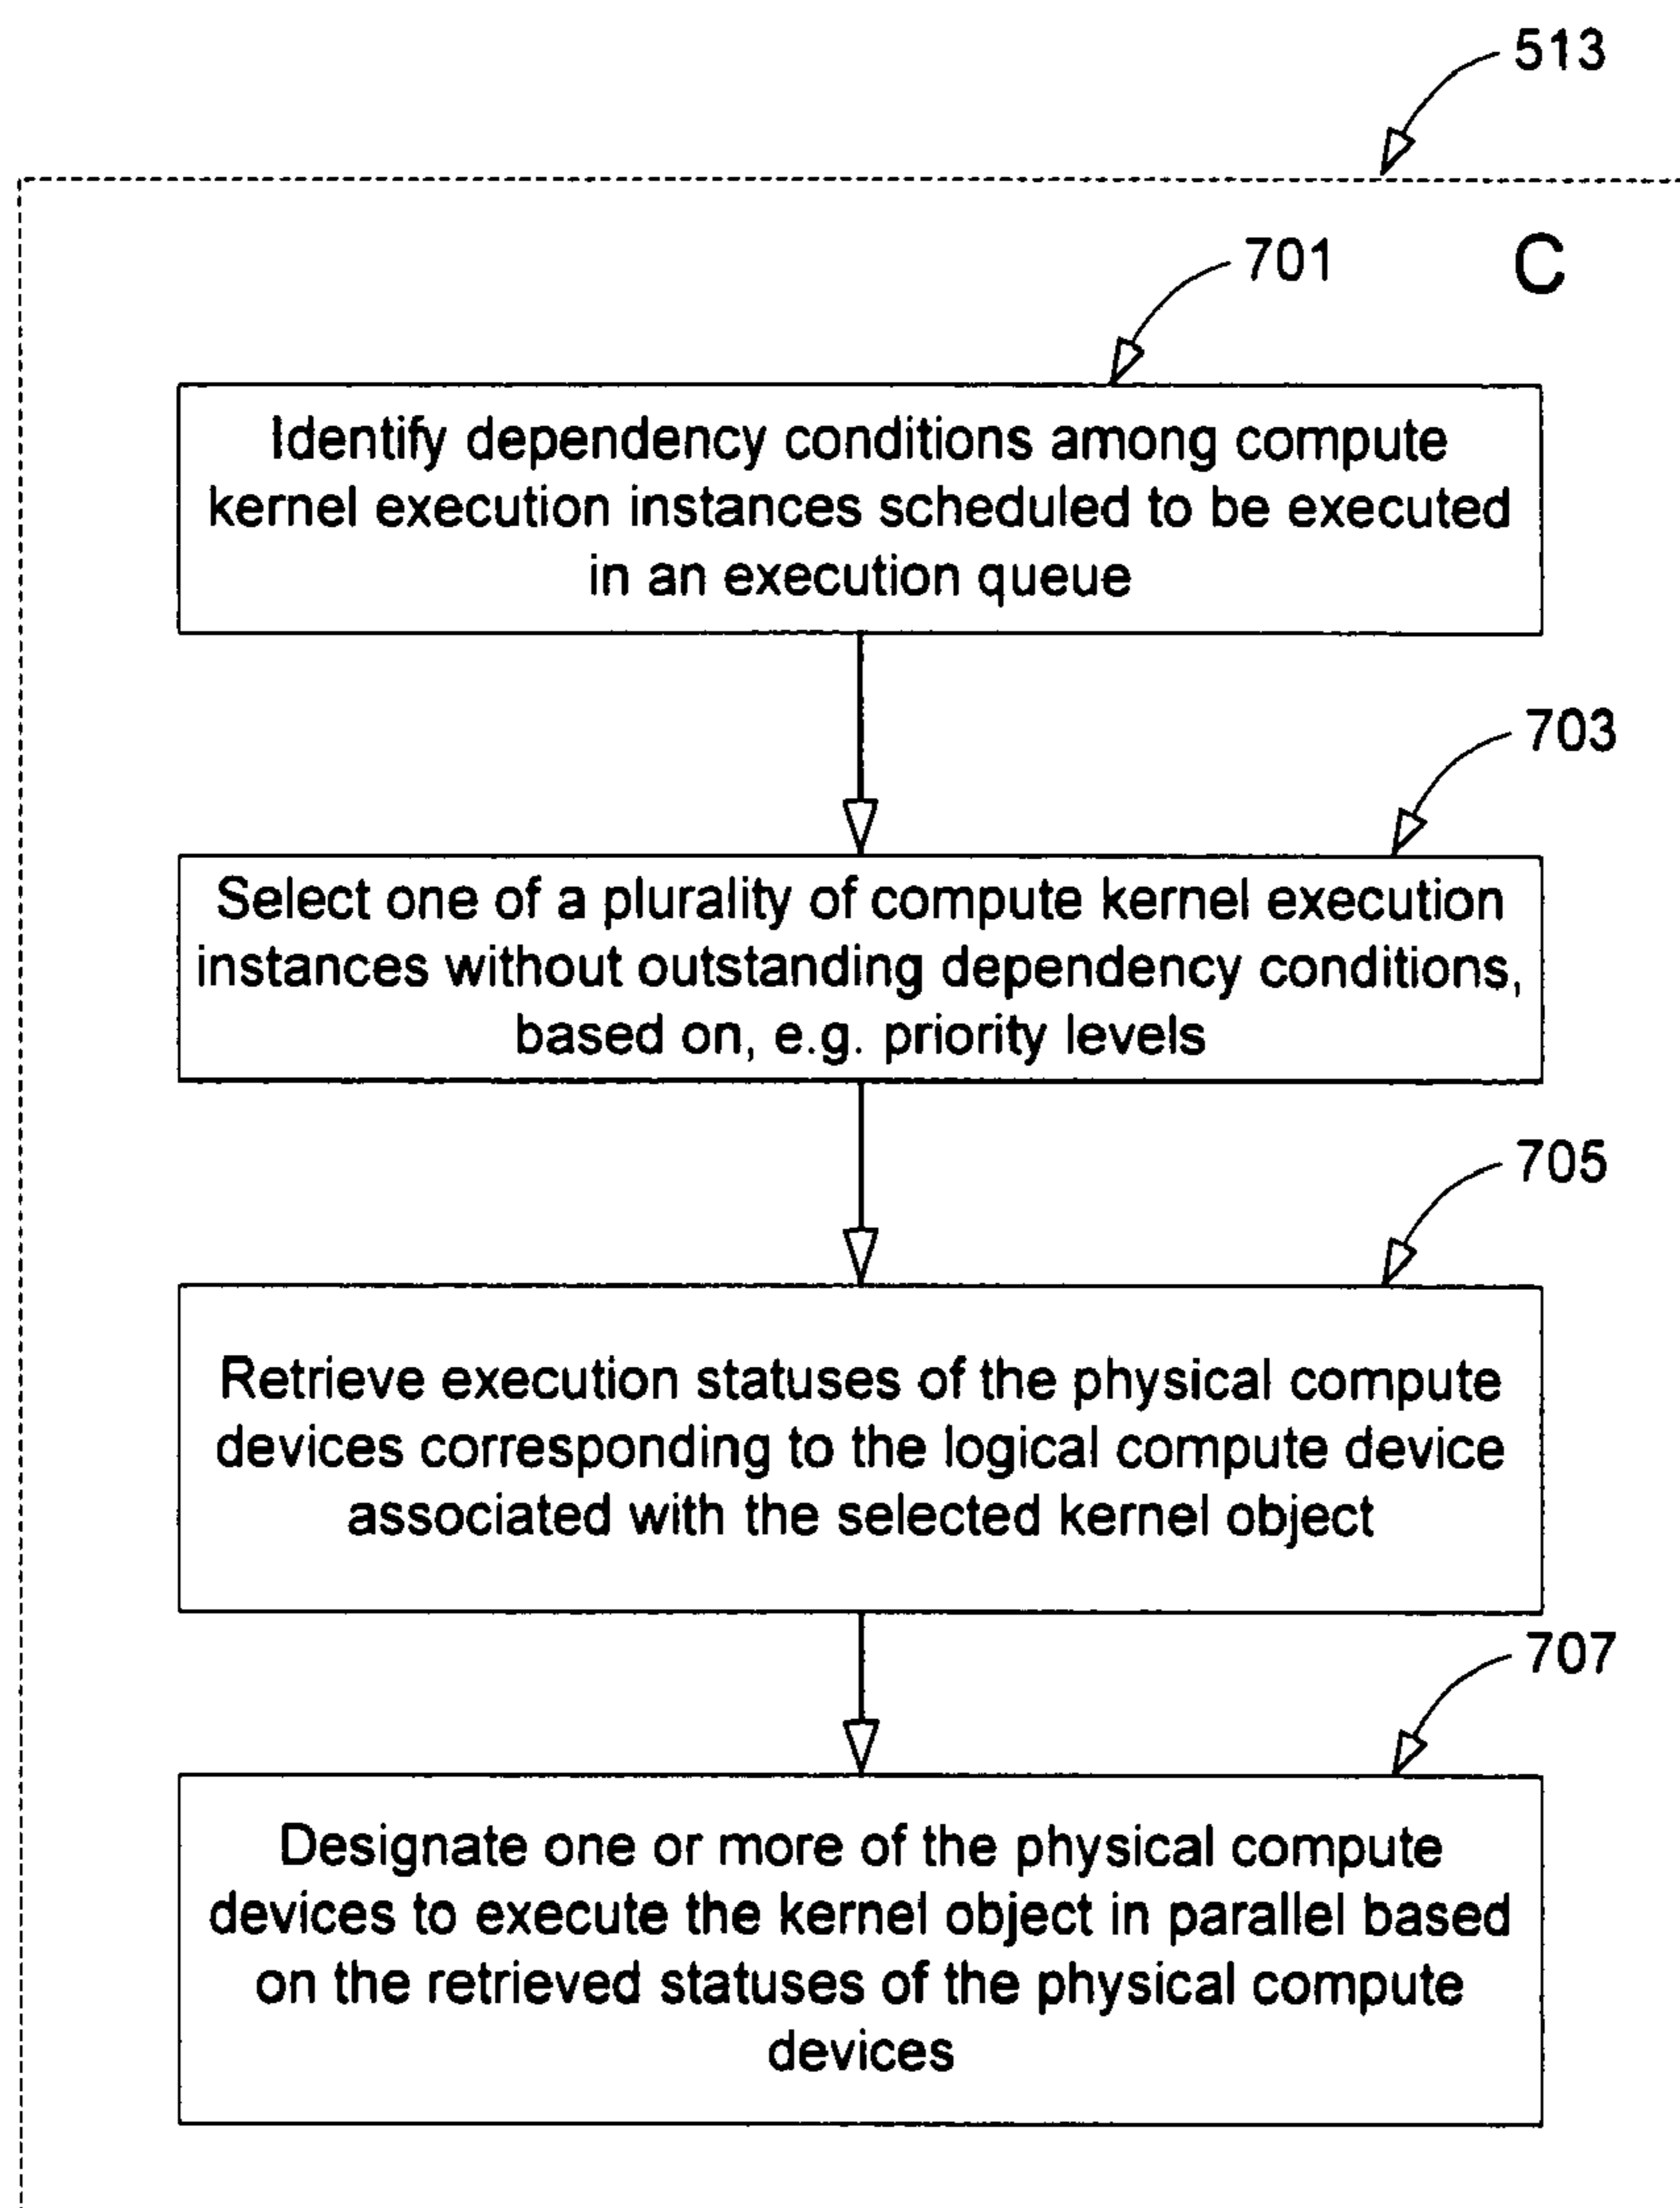 513
C
701
Identify dependency conditions among compute
kernel execution instances scheduled to be executed
in an execution queue
703
Select one of a plurality of compute kernel execution
instances without outstanding dependency conditions,
based on, e.g. priority levels
705
Retrieve execution statuses of the physical compute
devices corresponding to the logical compute device
associated with the selected kernel object
707
Designate one or more of the physical compute
devices to execute the kernel object in parallel based
on the retrieved statuses of the physical compute
devices